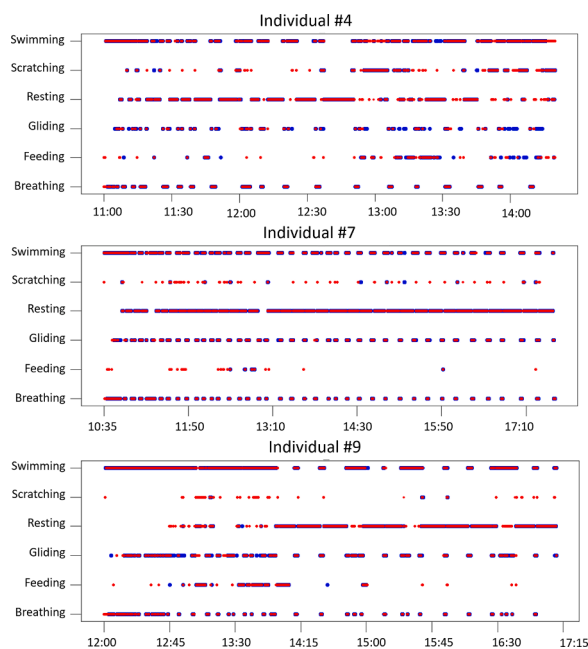 Individual #4
Swimming
Scratching
Resting
Gliding
Feeding
Breathing
11:00 11:30 12:00 12:30 13:00 13:30 14:00
Individual #7
Swimming
Scratching
Resting
Gliding
Feeding
Breathing
10:35 11:50 13:10 14:30 15:50 17:10
Individual #9
Swimming
Scratching
Resting
Gliding
Feeding
Breathing
12:00 12:45 13:30 14:15 15:00 15:45 16:30 17:15